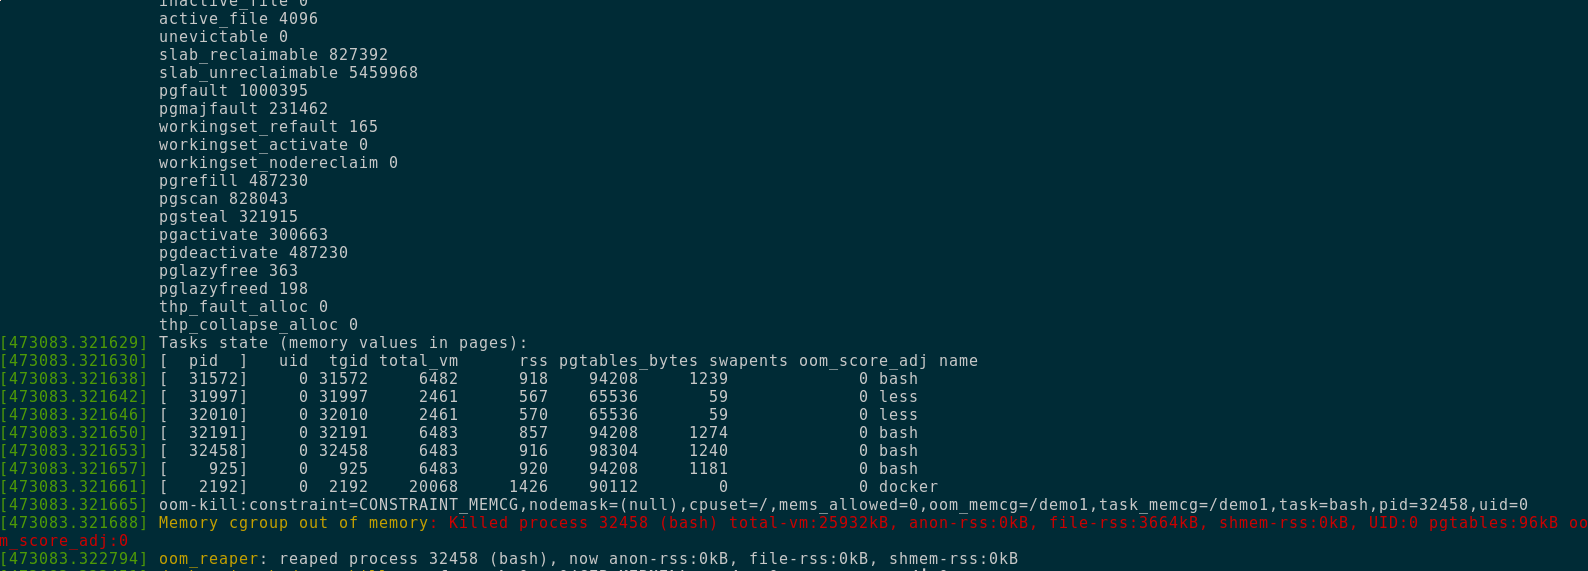 inactive_file 0
active_file 4096
unevictable 0
slab_reclaimable 827392
slab_unreclaimable 5459968
pgfault 1000395
pgmajfault 231462
workingset_refault 165
workingset_activate 0
workingset_nodereclaim 0
pgrefill 487230
pgscan 828043
pgsteal 321915
pgactivate 300663
pgdeactivate 487230
pglazyfree 363
pglazyfreed 198
thp_fault_alloc 0
thp_collapse_alloc 0
[473083.321629] Tasks state (memory values in pages):
[473083.321630] [  pid  ]   uid  tgid total_vm      rss pgtables_bytes swapents oom_score_adj name
[473083.321638] [  31572]     0 31572     6482      918    94208     1239             0 bash
[473083.321642] [  31997]     0 31997     2461      567    65536       59             0 less
[473083.321646] [  32010]     0 32010     2461      570    65536       59             0 less
[473083.321650] [  32191]     0 32191     6483      857    94208     1274             0 bash
[473083.321653] [  32458]     0 32458     6483      916    98304     1240             0 bash
[473083.321657] [    925]     0   925     6483      920    94208     1181             0 bash
[473083.321661] [   2192]     0  2192    20068     1426    90112        0             0 docker
[473083.321665] oom-kill:constraint=CONSTRAINT_MEMCG,nodemask=(null),cpuset=/,mems_allowed=0,oom_memcg=/demo1,task_memcg=/demo1,task=bash,pid=32458,uid=0
[473083.321688] Memory cgroup out of memory: Killed process 32458 (bash) total-vm:25932kB, anon-rss:0kB, file-rss:3664kB, shmem-rss:0kB, UID:0 pgtables:96kB oo
m_score_adj:0
[473083.322794] oom_reaper: reaped process 32458 (bash), now anon-rss:0kB, file-rss:0kB, shmem-rss:0kB